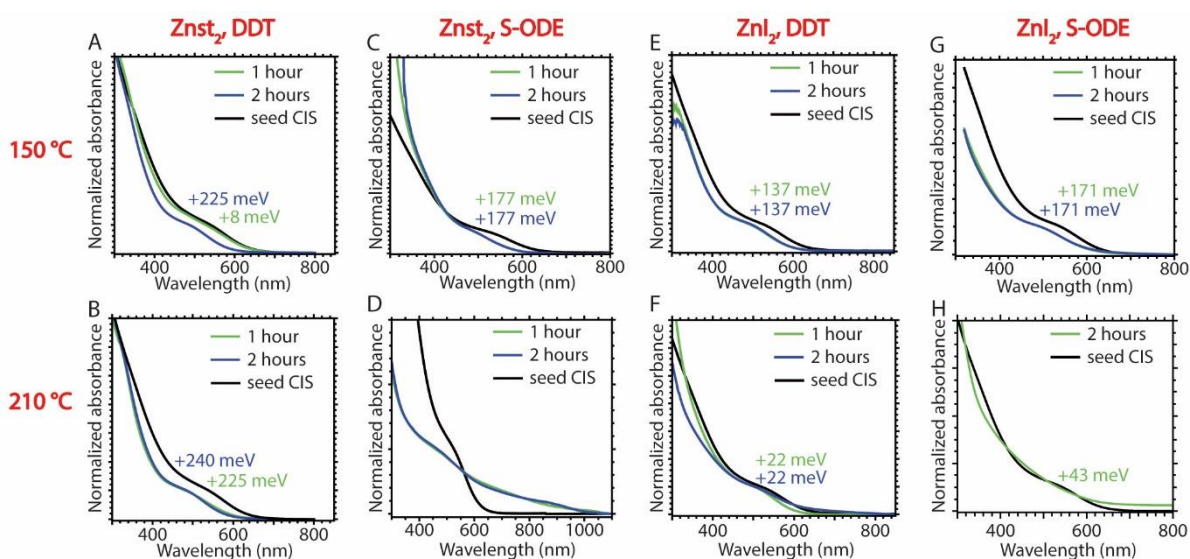 Znst₂, DDT
Znst₂, S-ODE
ZnI₂, DDT
ZnI₂, S-ODE
150 °C
A
Normalized absorbance
1 hour
2 hours
seed CIS
+225 meV
+8 meV
400 600 800
Wavelength (nm)
C
Normalized absorbance
1 hour
2 hours
seed CIS
+177 meV
+177 meV
400 600 800
Wavelength (nm)
E
Normalized absorbance
1 hour
2 hours
seed CIS
+137 meV
+137 meV
400 600 800
Wavelength (nm)
G
Normalized absorbance
1 hour
2 hours
seed CIS
+171 meV
+171 meV
400 600 800
Wavelength (nm)
210 °C
B
Normalized absorbance
1 hour
2 hours
seed CIS
+240 meV
+225 meV
400 600 800
Wavelength (nm)
D
Normalized absorbance
1 hour
2 hours
seed CIS
400 600 800 1000
Wavelength (nm)
F
Normalized absorbance
1 hour
2 hours
seed CIS
+22 meV
+22 meV
400 600 800
Wavelength (nm)
H
Normalized absorbance
2 hours
seed CIS
+43 meV
400 600 800
Wavelength (nm)